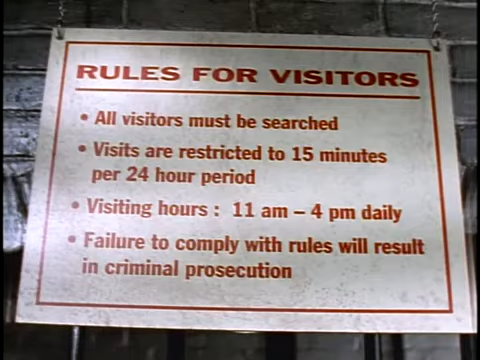 RULES FOR VISITORS
• All visitors must be searched
• Visits are restricted to 15 minutes
per 24 hour period
• Visiting hours : 11 am – 4 pm daily
• Failure to comply with rules will result
in criminal prosecution